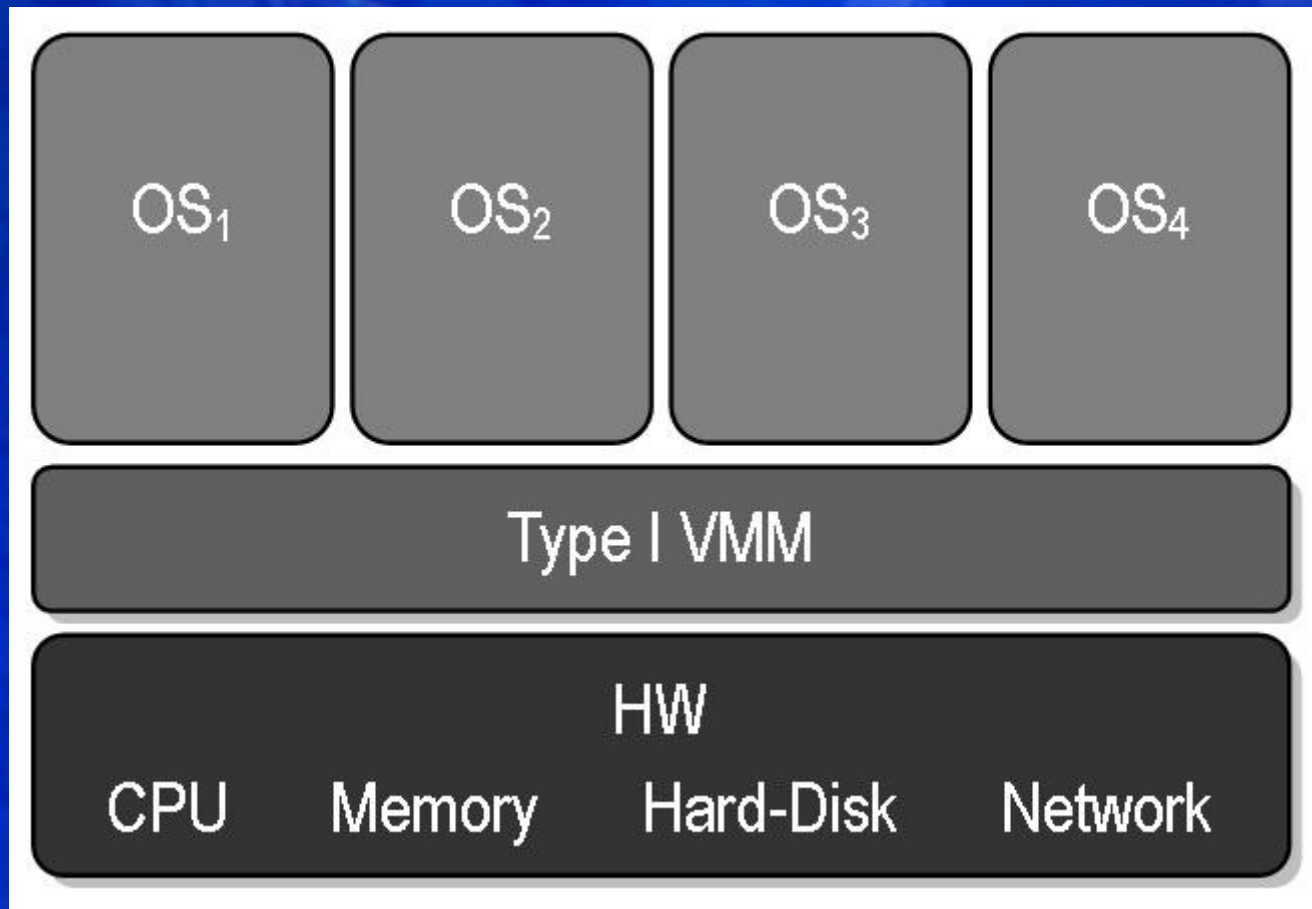 OS₁ OS₂ OS₃ OS₄
Type I VMM
HW
CPU Memory Hard-Disk Network